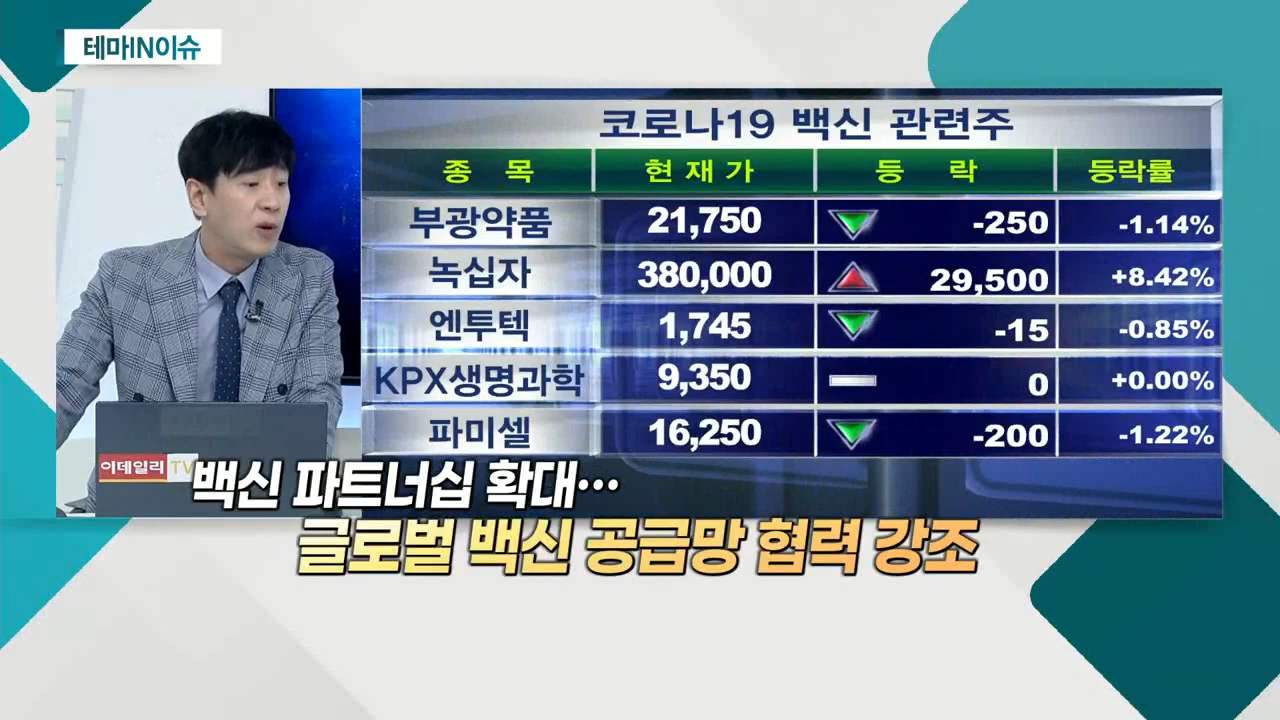 테마IN이슈
코로나19 백신 관련주
종 목 현 재 가 등 락 등락률
부광약품 21,750 -250 -1.14%
녹십자 380,000 29,500 +8.42%
엔투텍 1,745 -15 -0.85%
KPX생명과학 9,350 0 +0.00%
파미셀 16,250 -200 -1.22%
이데일리TV
백신 파트너십 확대…
글로벌 백신 공급망 협력 강조